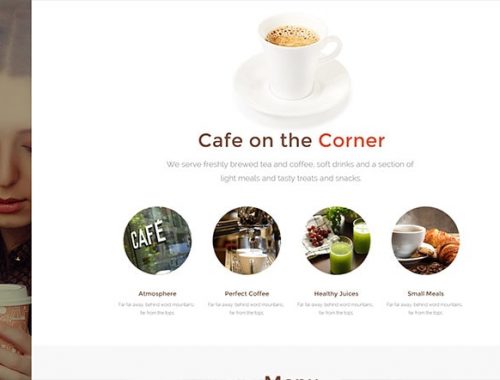 Cafe on the Corner
We serve freshly brewed tea and coffee, soft drinks and a section of
light meals and tasty treats and snacks.
CAFE
Atmosphere
Perfect Coffee
Healthy Juices
Small Meals
Far far away, behind word mountains,
far from the tops.
Far far away, behind word mountains,
far from the tops.
Far far away, behind word mountains,
far from the tops.
Far far away, behind word mountains,
far from the tops.
Menu